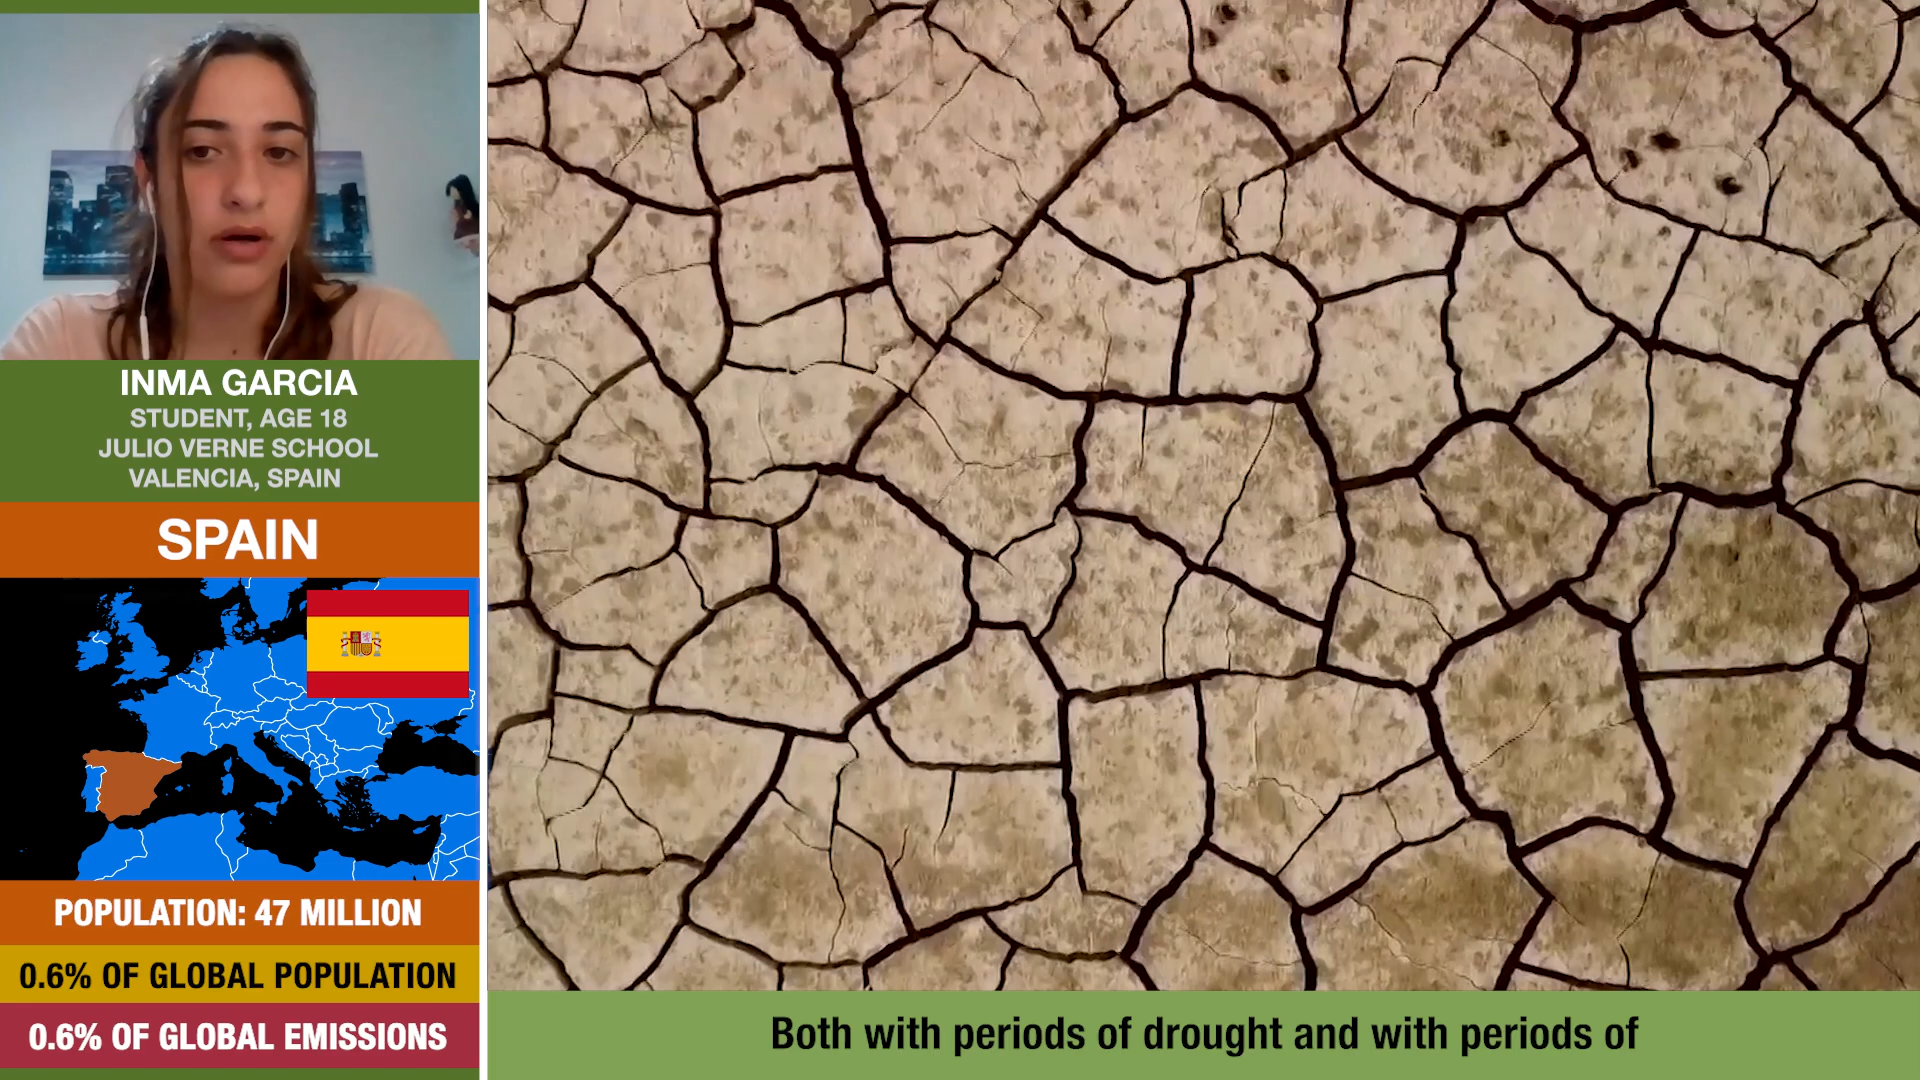 INMA GARCIA
STUDENT, AGE 18
JULIO VERNE SCHOOL
VALENCIA, SPAIN
SPAIN
POPULATION: 47 MILLION
0.6% OF GLOBAL POPULATION
0.6% OF GLOBAL EMISSIONS
Both with periods of drought and with periods of